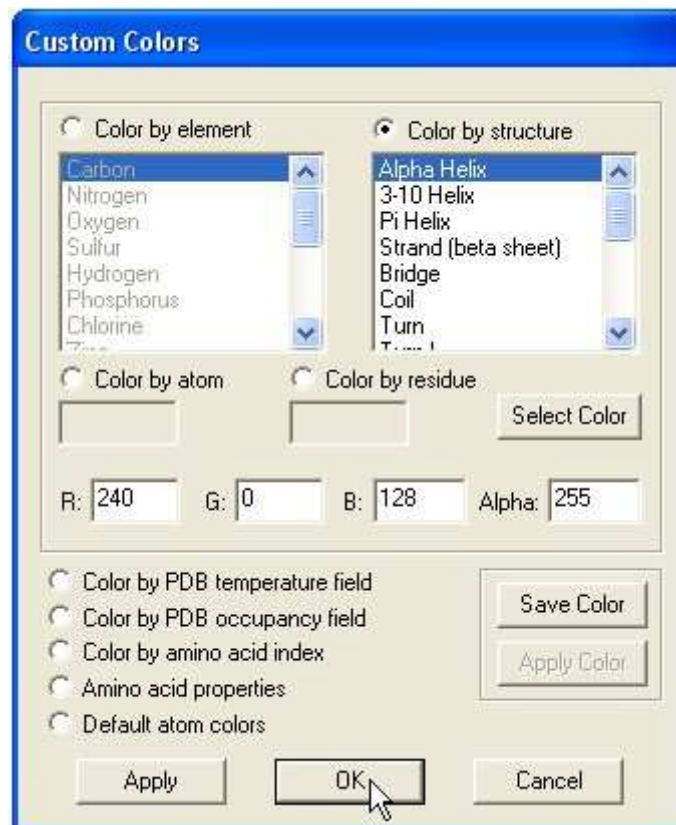 Custom Colors
Color by element
Color by structure
Carbon
Nitrogen
Oxygen
Sulfur
Hydrogen
Phosphorus
Chlorine
Alpha Helix
3-10 Helix
Pi Helix
Strand (beta sheet)
Bridge
Coil
Turn
Color by atom
Color by residue
Select Color
R: 240 G: 0 B: 128 Alpha: 255
Color by PDB temperature field
Color by PDB occupancy field
Color by amino acid index
Amino acid properties
Default atom colors
Save Color
Apply Color
Apply OK Cancel